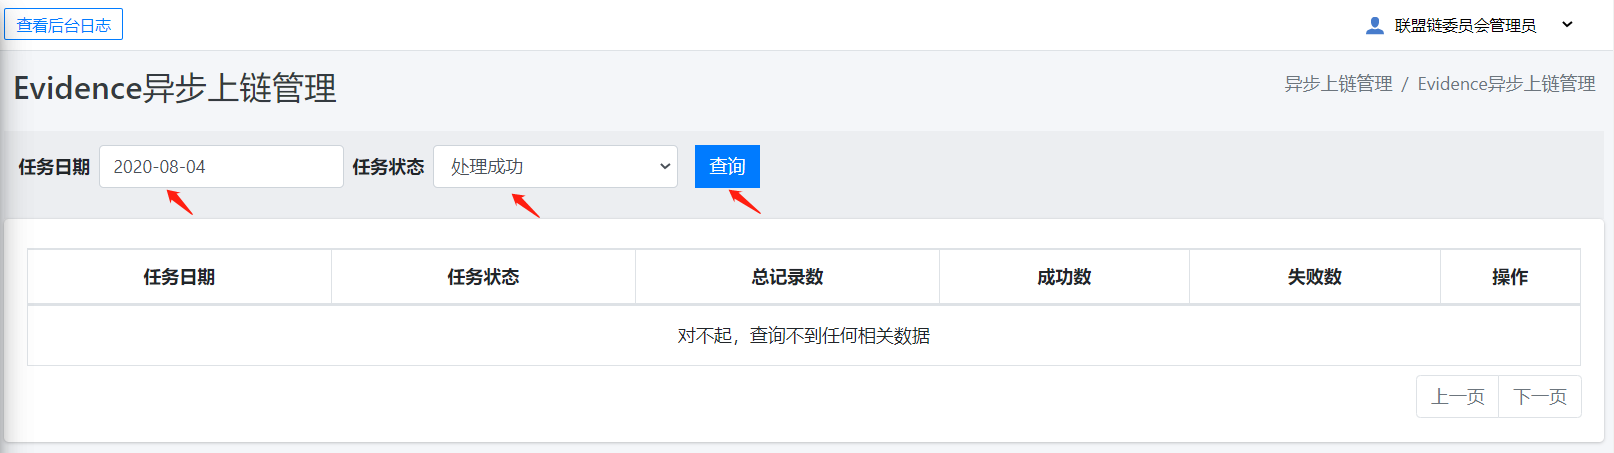 查看后台日志
联盟链委员会管理员
Evidence异步上链管理
异步上链管理 / Evidence异步上链管理
任务日期 2020-08-04 任务状态 处理成功 查询
任务日期 任务状态 总记录数 成功数 失败数 操作
对不起，查询不到任何相关数据
上一页 下一页